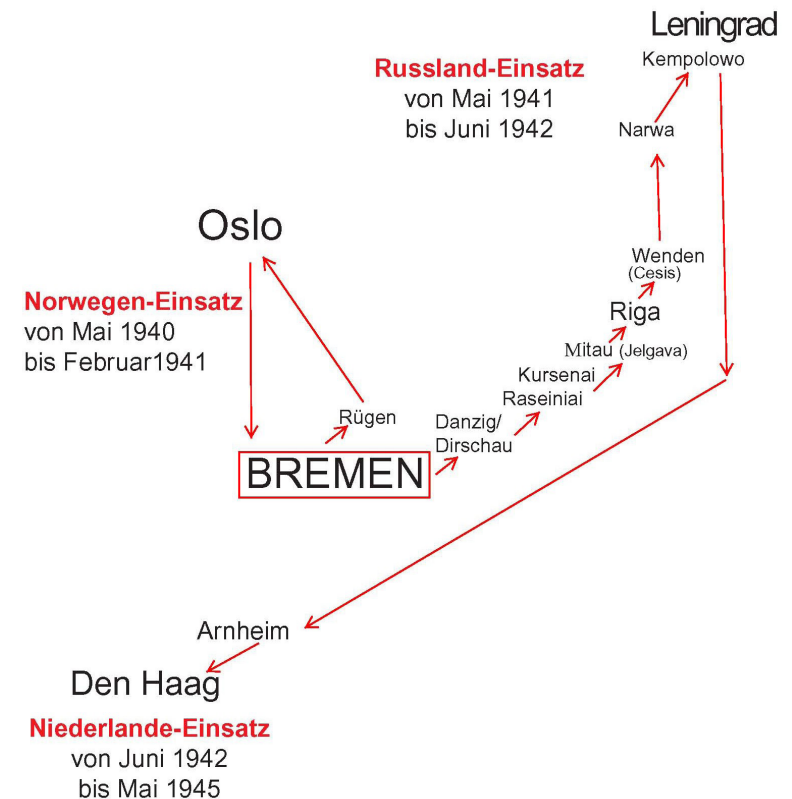 Leningrad
Kempolowo
Russland-Einsatz
von Mai 1941
bis Juni 1942
Narwa
Oslo
Wenden
(Cesis)
Norwegen-Einsatz
von Mai 1940
bis Februar1941
Riga
Mitau (Jelgava)
Kursenai
Raseiniai
Rügen
Danzig/
Dirschau
BREMEN
Arnheim
Den Haag
Niederlande-Einsatz
von Juni 1942
bis Mai 1945